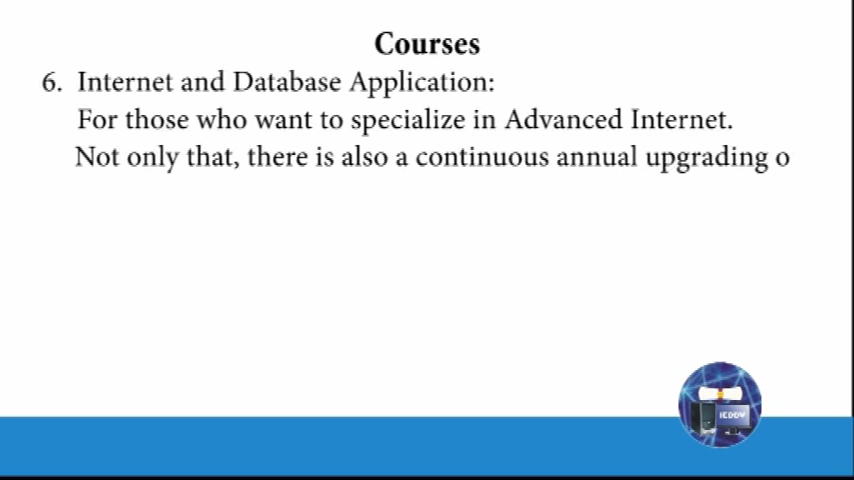 Courses
6. Internet and Database Application:
For those who want to specialize in Advanced Internet.
Not only that, there is also a continuous annual upgrading o